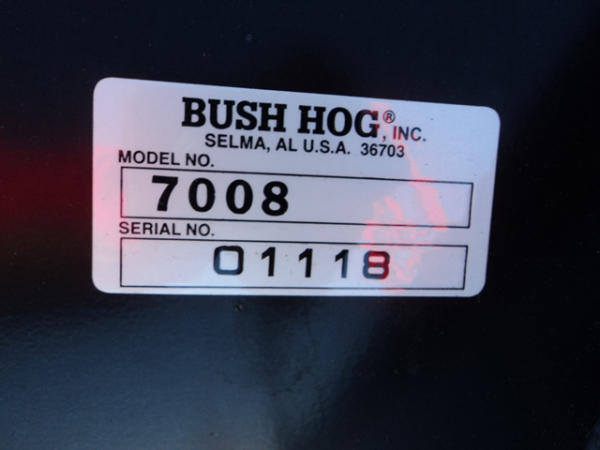 BUSH HOG®, INC.
SELMA, AL U.S.A. 36703
MODEL NO.
7008
SERIAL NO.
01118